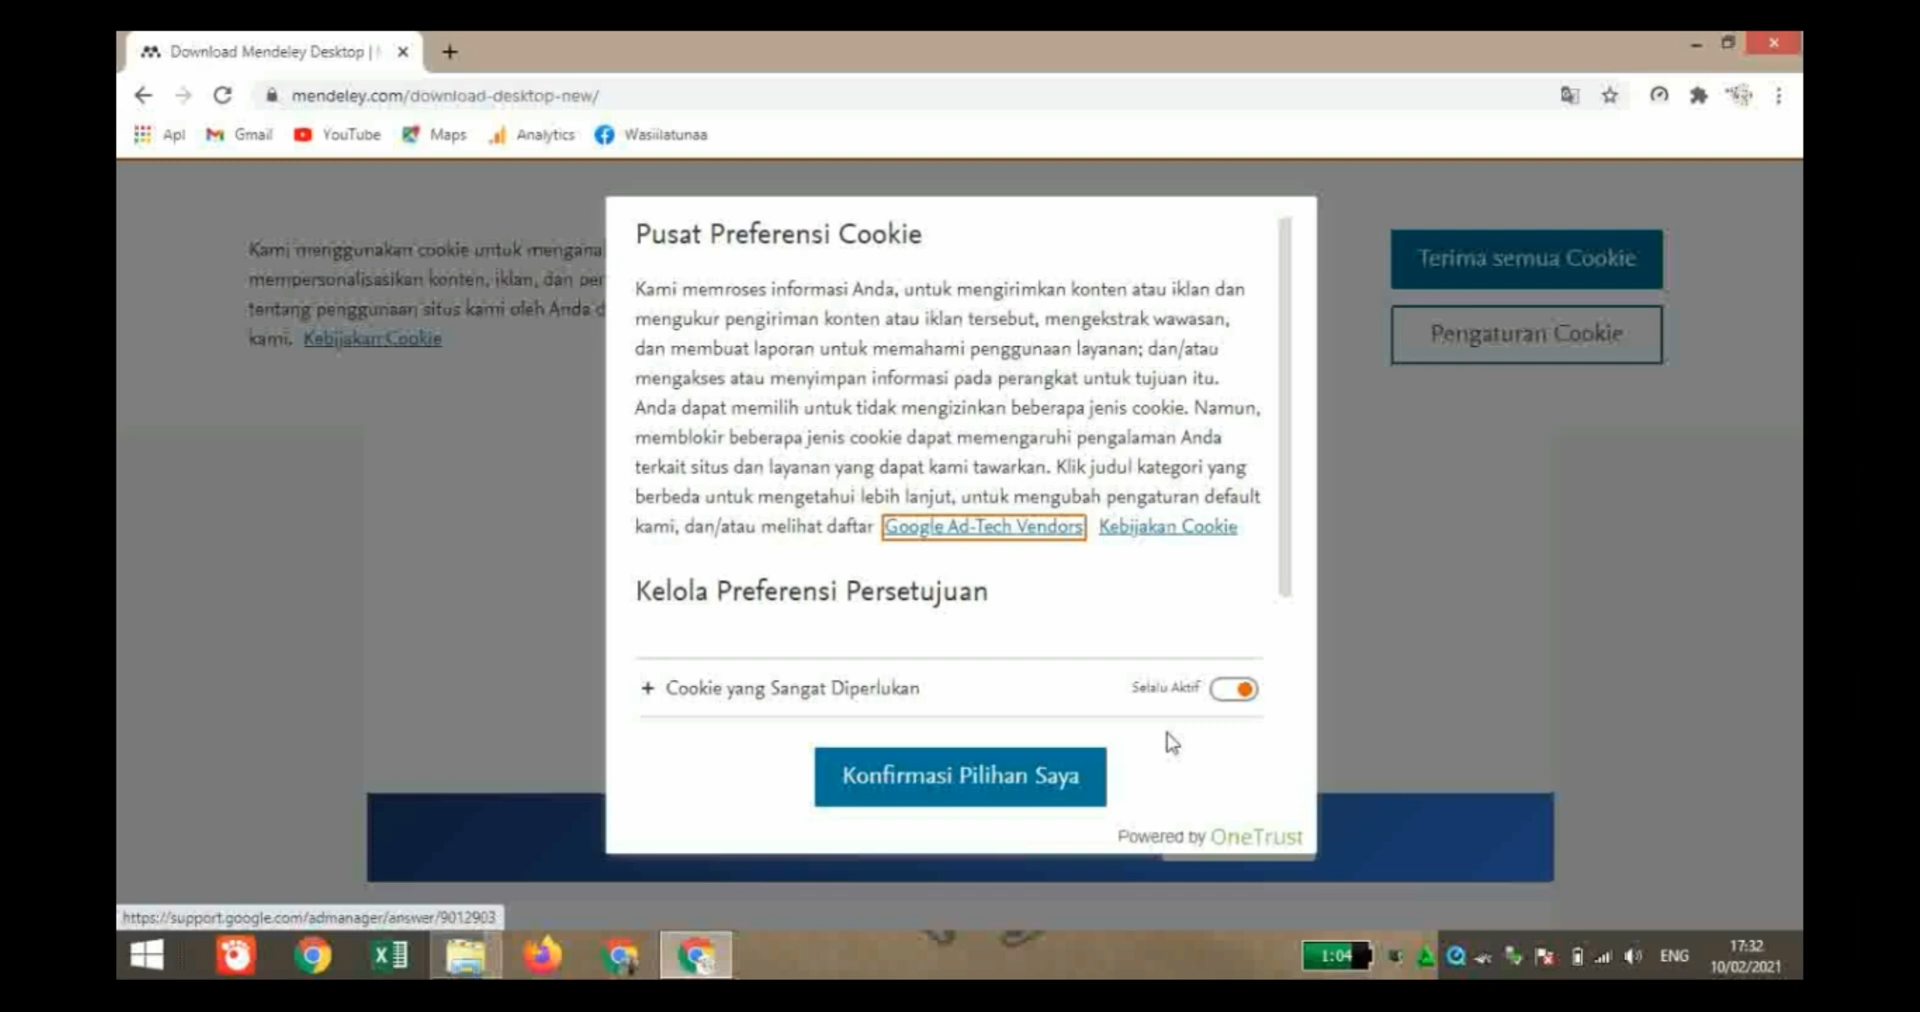 Download Mendeley Desktop |
mendeley.com/download-desktop-new/
Apl Gmail YouTube Maps Analytics Wasiilatunaa
Kami menggunakan cookie untuk
mempersonalisasikan konten, iklan, dan
tentang penggunaan situs kami oleh Anda
kami. Kebijakan Cookie
Pusat Preferensi Cookie
Kami memroses informasi Anda, untuk mengirimkan konten atau iklan dan
mengukur pengiriman konten atau iklan tersebut, mengekstrak wawasan,
dan membuat laporan untuk memahami penggunaan layanan; dan/atau
mengakses atau menyimpan informasi pada perangkat untuk tujuan itu.
Anda dapat memilih untuk tidak mengizinkan beberapa jenis cookie. Namun,
memblokir beberapa jenis cookie dapat memengaruhi pengalaman Anda
terkait situs dan layanan yang dapat kami tawarkan. Klik judul kategori yang
berbeda untuk mengetahui lebih lanjut, untuk mengubah pengaturan default
kami, dan/atau melihat daftar Google Ad-Tech Vendors Kebijakan Cookie
Kelola Preferensi Persetujuan
+ Cookie yang Sangat Diperlukan Selalu Aktif
Konfirmasi Pilihan Saya
Powered by OneTrust
Terima semua Cookie
Pengaturan Cookie
https://support.google.com/admanager/answer/9012903
1:04
ENG
17:32
10/02/2021